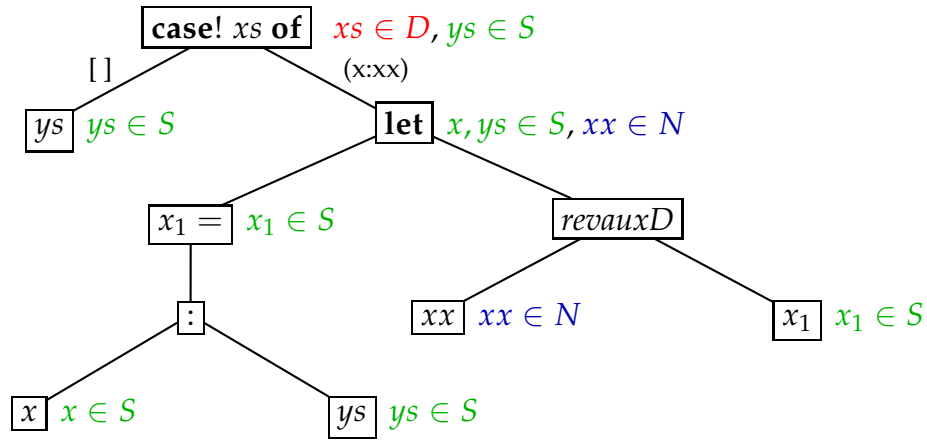 case! xs of xs ∈ D, ys ∈ S
[ ] (x:xx)
ys ys ∈ S let x, ys ∈ S, xx ∈ N
x₁ = x₁ ∈ S revauxD
: xx xx ∈ N x₁ x₁ ∈ S
x x ∈ S ys ys ∈ S